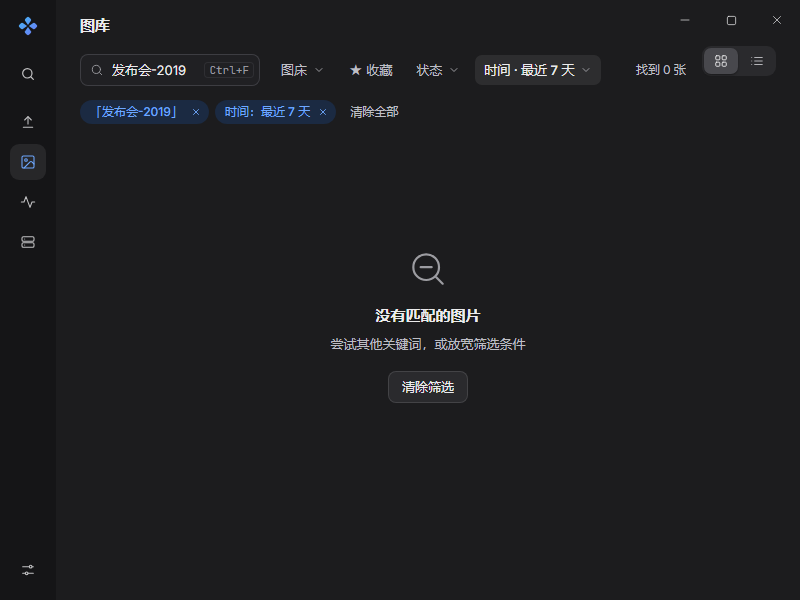 图库
发布会-2019 Ctrl+F 图床 ★ 收藏 状态 时间 · 最近 7 天 找到 0 张
「发布会-2019」 × 时间：最近 7 天 × 清除全部
没有匹配的图片
尝试其他关键词，或放宽筛选条件
清除筛选